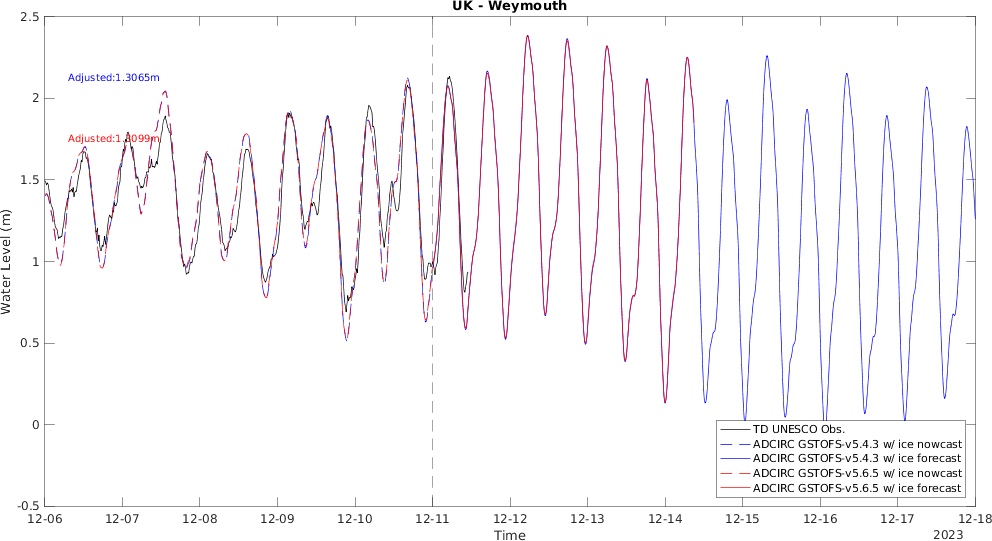 UK - Weymouth
2.5
2
1.5
1
0.5
0
-0.5
Water Level (m)
Adjusted:1.3065m
Adjusted:1.3099m
TD UNESCO Obs.
ADCIRC GSTOFS-v5.4.3 w/ ice nowcast
ADCIRC GSTOFS-v5.4.3 w/ ice forecast
ADCIRC GSTOFS-v5.6.5 w/ ice nowcast
ADCIRC GSTOFS-v5.6.5 w/ ice forecast
12-06 12-07 12-08 12-09 12-10 12-11 12-12 12-13 12-14 12-15 12-16 12-17 12-18
Time
2023